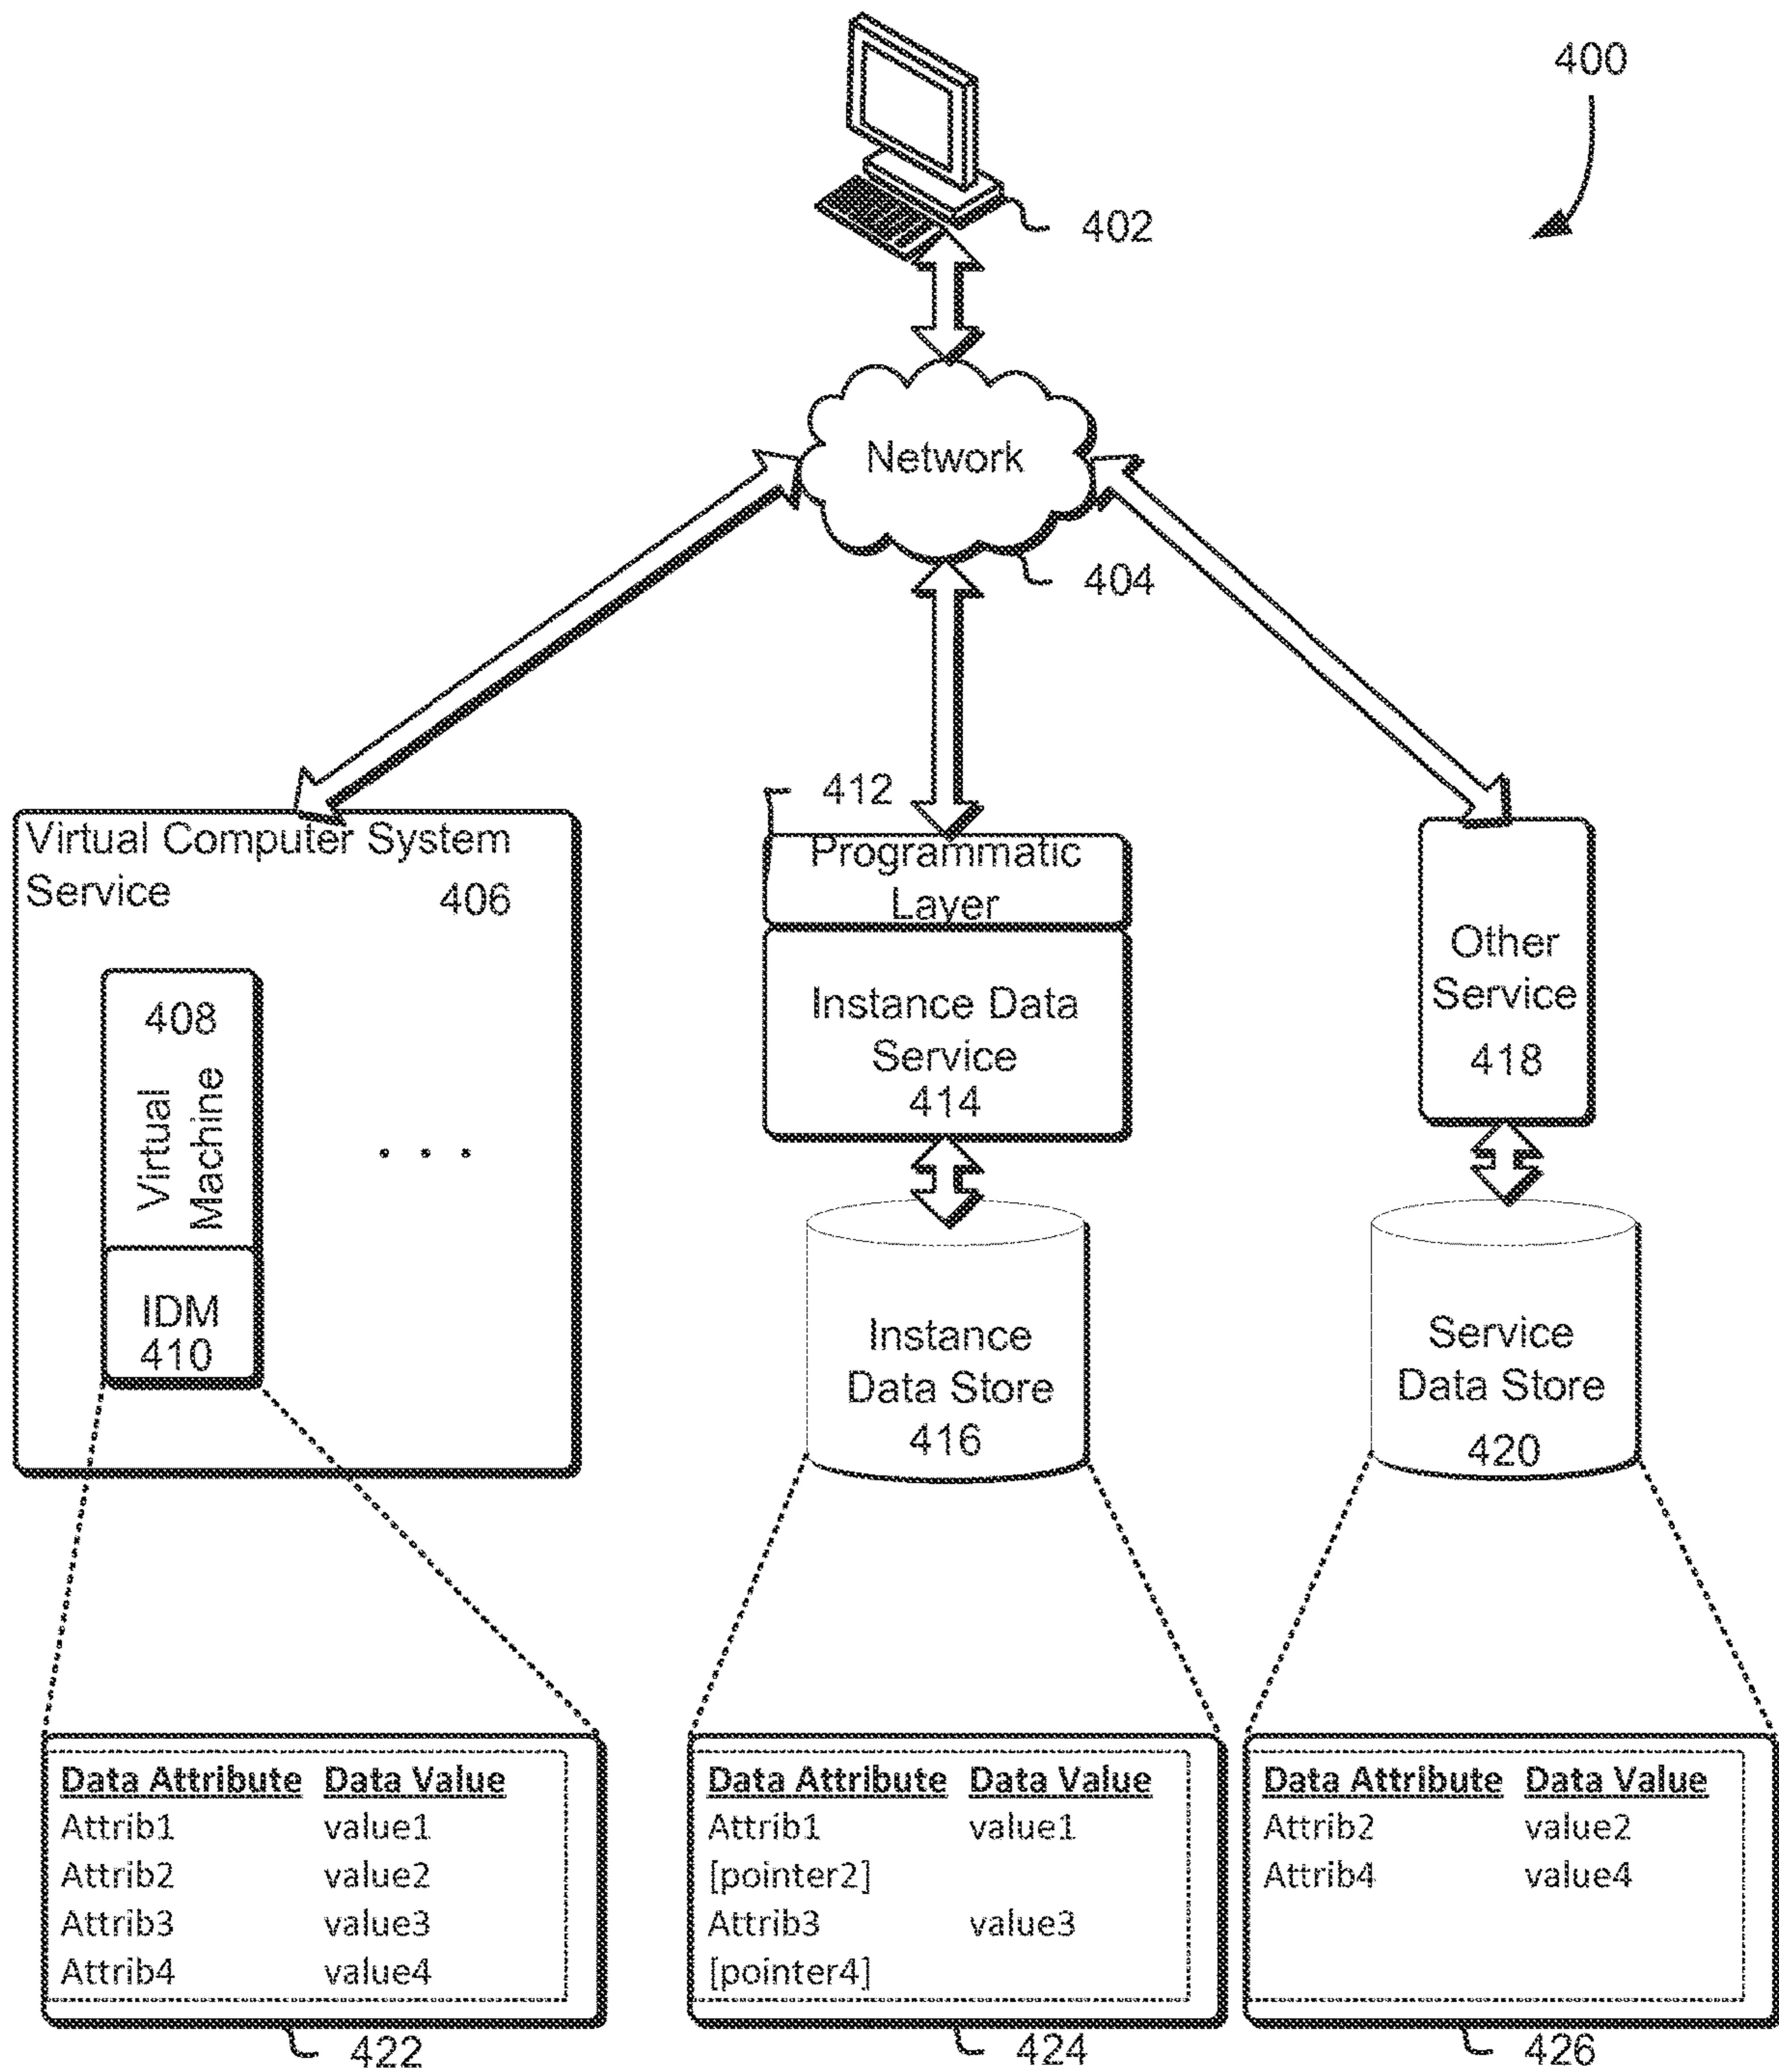 400
402
Network
404
412
Virtual Computer System
Service
406
408
Virtual
Machine
IDM
410
. . .
Programmatic
Layer
Instance Data
Service
414
Other
Service
418
Instance
Data Store
416
Service
Data Store
420
Data Attribute Data Value
Attrib1 value1
Attrib2 value2
Attrib3 value3
Attrib4 value4
422
Data Attribute Data Value
Attrib1 value1
[pointer2]
Attrib3 value3
[pointer4]
424
Data Attribute Data Value
Attrib2 value2
Attrib4 value4
426